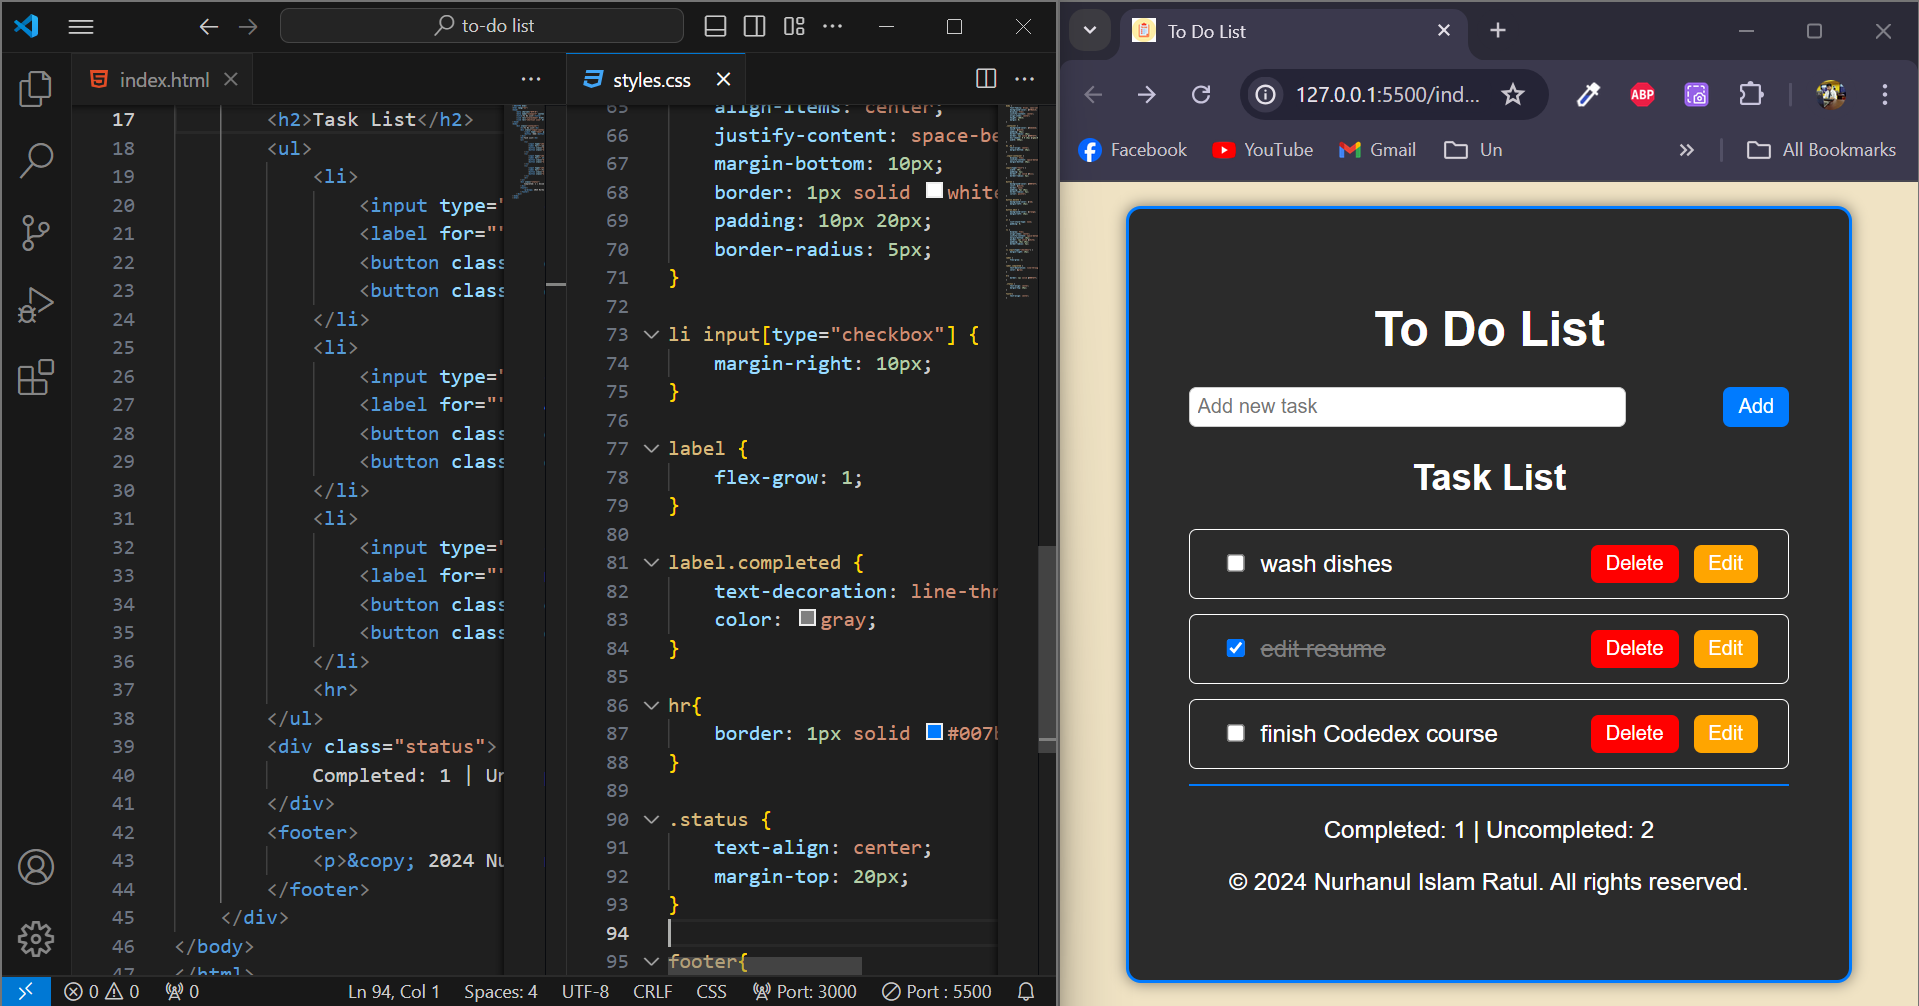 to-do list
index.html
styles.css
17 <h2>Task List</h2>
18 <ul>
19 <li>
20 <input type="
21 <label for=""
22 <button class
23 <button class
24 </li>
25 <li>
26 <input type="
27 <label for=""
28 <button class
29 <button class
30 </li>
31 <li>
32 <input type="
33 <label for=""
34 <button class
35 <button class
36 </li>
37 <hr>
38 </ul>
39 <div class="status">
40 Completed: 1 | Un
41 </div>
42 <footer>
43 <p>&copy; 2024 Nu
44 </footer>
45 </div>
46 </body>
47 </html>
65 align-items: center;
66 justify-content: space-be
67 margin-bottom: 10px;
68 border: 1px solid white
69 padding: 10px 20px;
70 border-radius: 5px;
71 }
72
73 li input[type="checkbox"] {
74 margin-right: 10px;
75 }
76
77 label {
78 flex-grow: 1;
79 }
80
81 label.completed {
82 text-decoration: line-thr
83 color: gray;
84 }
85
86 hr{
87 border: 1px solid #007b
88 }
89
90 .status {
91 text-align: center;
92 margin-top: 20px;
93 }
94
95 footer{
0 0 0 Ln 94, Col 1 Spaces: 4 UTF-8 CRLF CSS Port: 3000 Port : 5500
To Do List
127.0.0.1:5500/ind...
ABP
Facebook YouTube Gmail Un » All Bookmarks
To Do List
Add new task Add
Task List
wash dishes Delete Edit
edit resume Delete Edit
finish Codedex course Delete Edit
Completed: 1 | Uncompleted: 2
© 2024 Nurhanul Islam Ratul. All rights reserved.